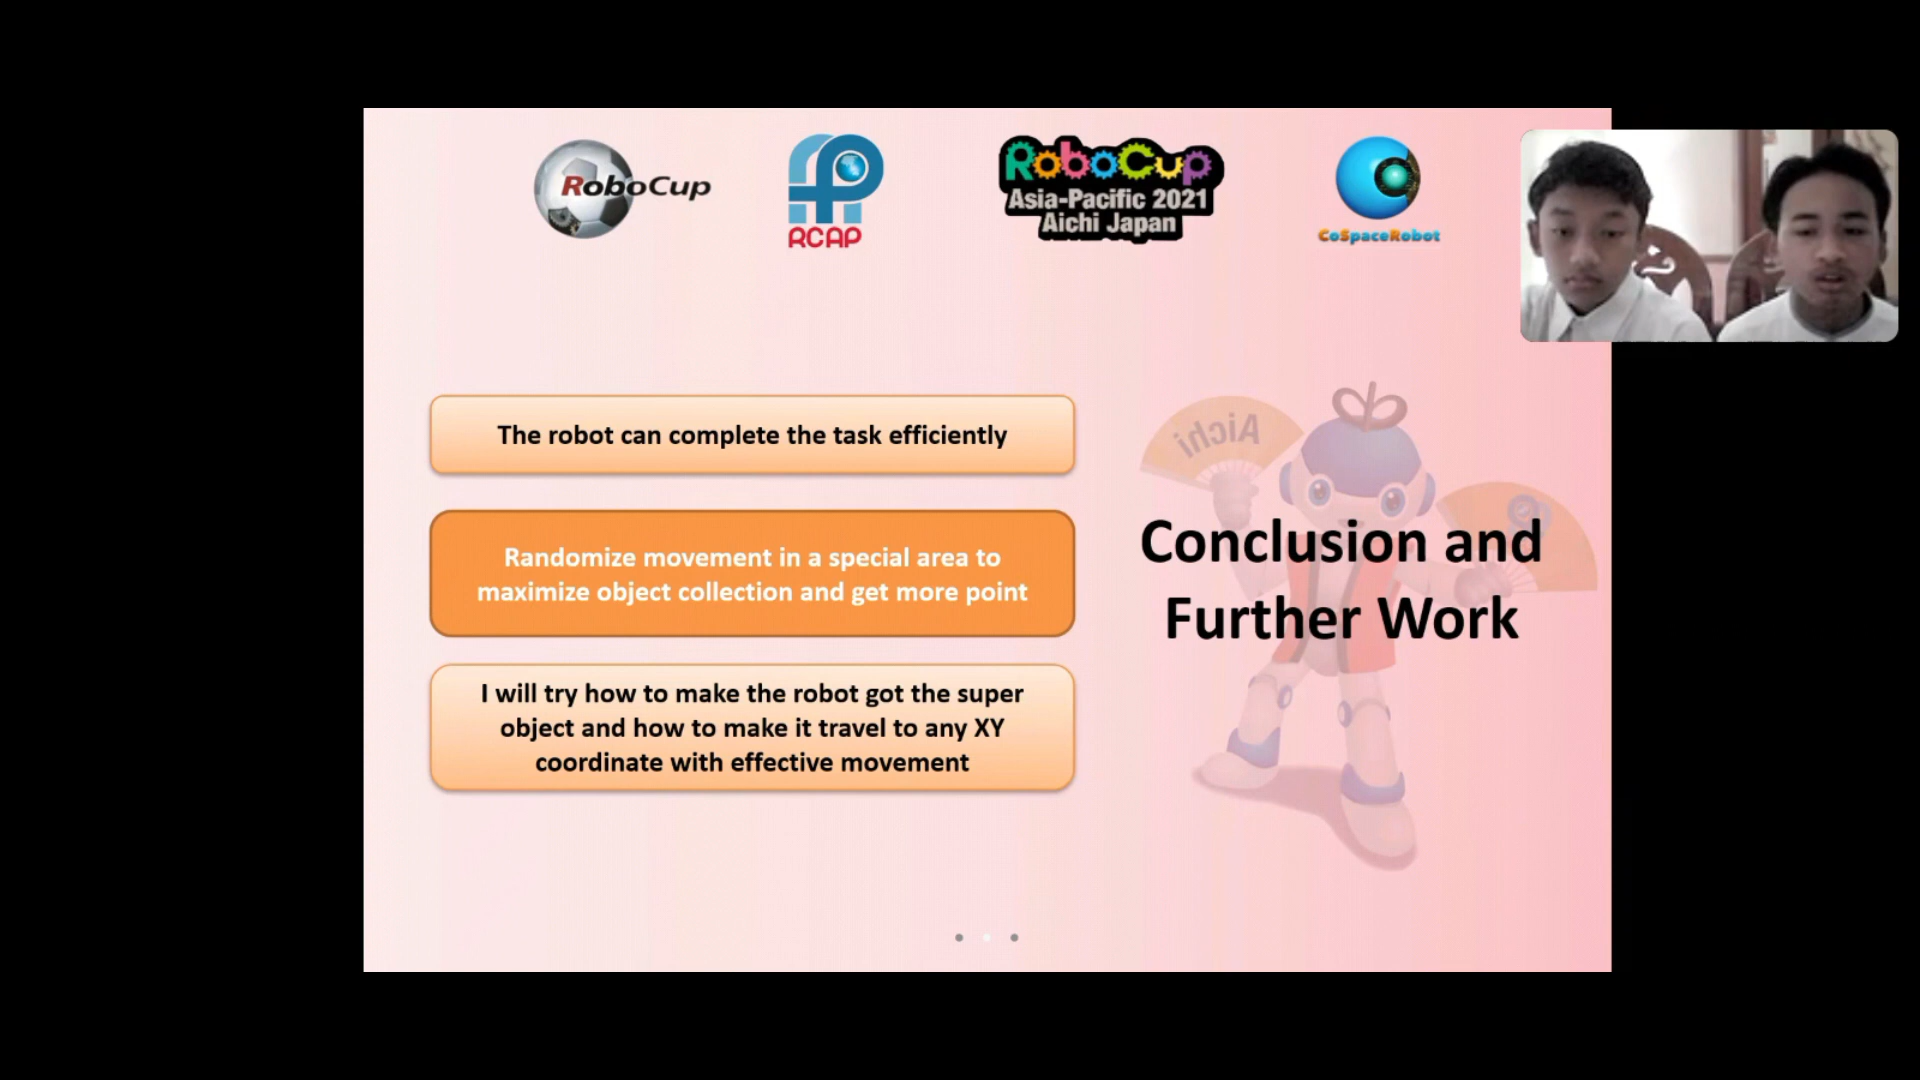 RoboCup
RCAP
RoboCup
Asia-Pacific 2021
Aichi Japan
CoSpaceRobot
The robot can complete the task efficiently
Randomize movement in a special area to
maximize object collection and get more point
I will try how to make the robot got the super
object and how to make it travel to any XY
coordinate with effective movement
Aichi
Conclusion and
Further Work